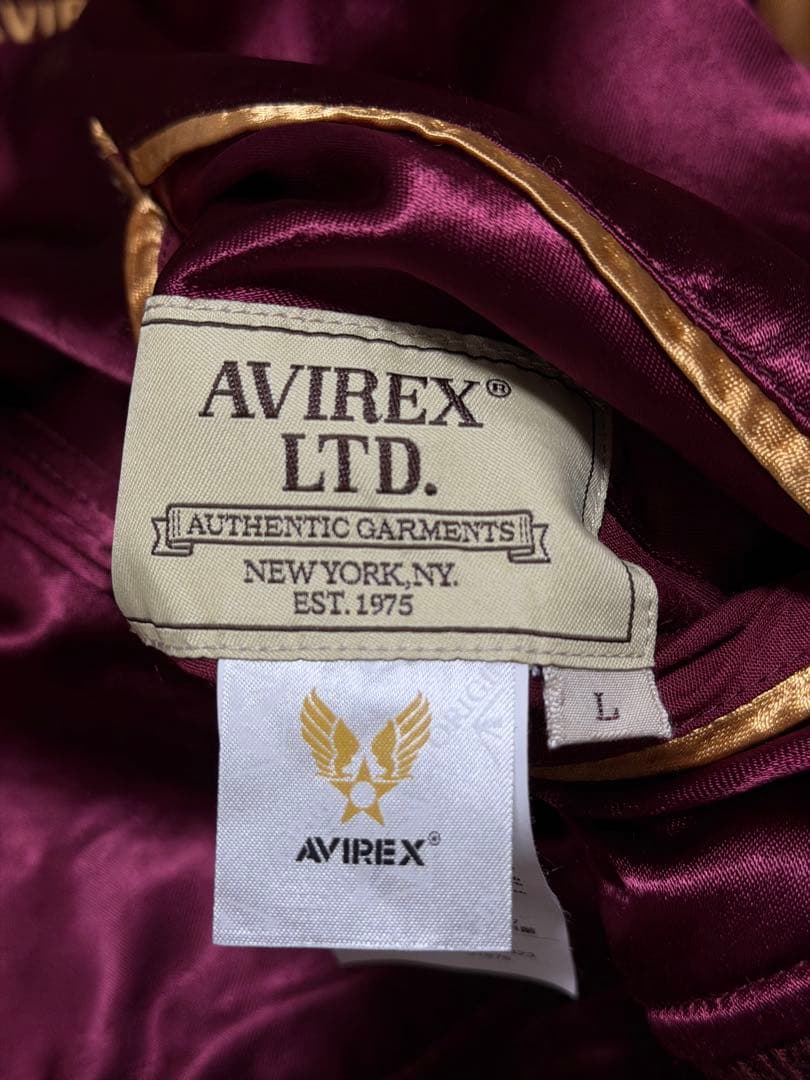 AVIREX®
LTD.
AUTHENTIC GARMENTS
NEW YORK, NY.
EST. 1975
L
AVIREX®